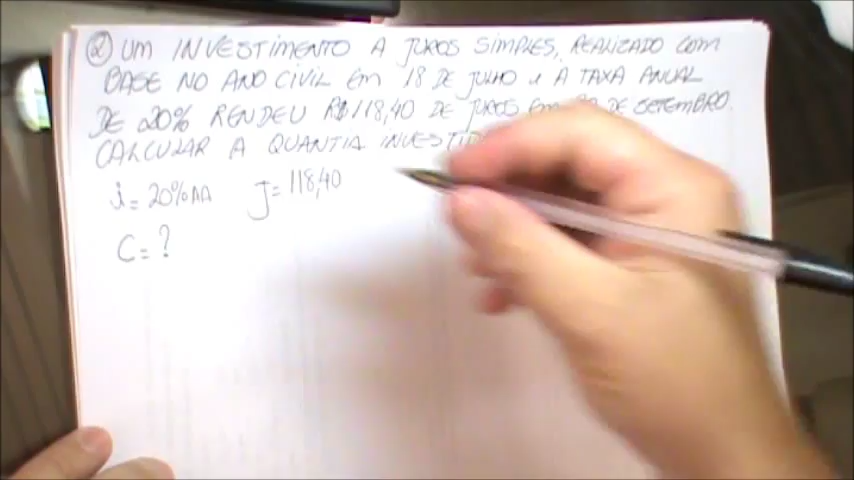 2 UM INVESTIMENTO A JUROS SIMPLES, REALIZADO COM
BASE NO ANO CIVIL EM 18 DE JULHO E A TAXA ANUAL
DE 20% RENDEU R$118,40 DE JUROS EM DE SETEMBRO.
CALCULAR A QUANTIA
i = 20% AA J = 118,40
C = ?